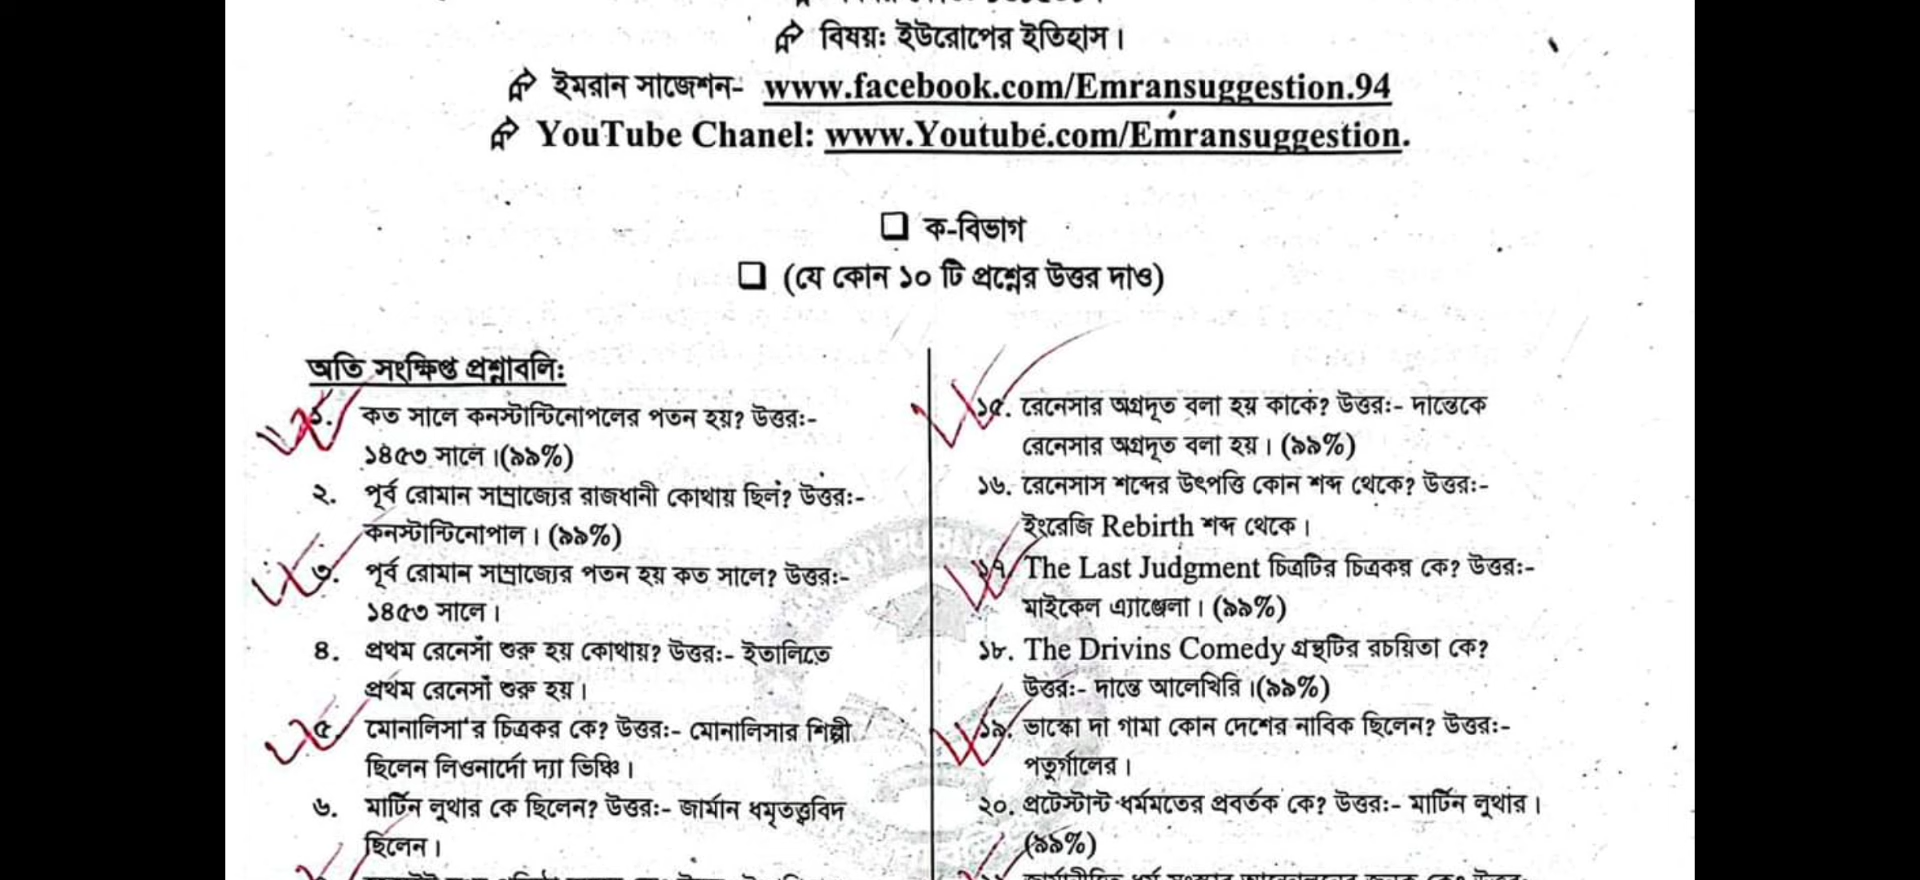 বিষয়: ইউরোপের ইতিহাস।
ইমরান সাজেশন- www.facebook.com/Emransuggestion.94
YouTube Chanel: www.Youtube.com/Emransuggestion.
ক-বিভাগ
(যে কোন ১০ টি প্রশ্নের উত্তর দাও)
অতি সংক্ষিপ্ত প্রশ্নাবলি:
১. কত সালে কনস্টান্টিনোপলের পতন হয়? উত্তর:-
১৪৫৩ সালে।(৯৯%)
২. পূর্ব রোমান সাম্রাজ্যের রাজধানী কোথায় ছিল? উত্তর:-
কনস্টান্টিনোপাল। (৯৯%)
৩. পূর্ব রোমান সাম্রাজ্যের পতন হয় কত সালে? উত্তর:-
১৪৫৩ সালে।
৪. প্রথম রেনেসাঁ শুরু হয় কোথায়? উত্তর:- ইতালিতে
প্রথম রেনেসাঁ শুরু হয়।
৫. মোনালিসা'র চিত্রকর কে? উত্তর:- মোনালিসার শিল্পী
ছিলেন লিওনার্দো দ্যা ভিঞ্চি।
৬. মার্টিন লুথার কে ছিলেন? উত্তর:- জার্মান ধমৃতত্ত্ববিদ
ছিলেন।
১৫. রেনেসার অগ্রদূত বলা হয় কাকে? উত্তর:- দান্তেকে
রেনেসার অগ্রদূত বলা হয়। (৯৯%)
১৬. রেনেসাস শব্দের উৎপত্তি কোন শব্দ থেকে? উত্তর:-
ইংরেজি Rebirth শব্দ থেকে।
১৭. The Last Judgment চিত্রটির চিত্রকর কে? উত্তর:-
মাইকেল এ্যাঞ্জেলা। (৯৯%)
১৮. The Drivins Comedy গ্রন্থটির রচয়িতা কে?
উত্তর:- দান্তে আলেখিরি।(৯৯%)
১৯. ভাস্কো দা গামা কোন দেশের নাবিক ছিলেন? উত্তর:-
পতুর্গালের।
২০. প্রটেস্টান্ট ধর্মমতের প্রবর্তক কে? উত্তর:- মার্টিন লুথার।
(৯৯%)